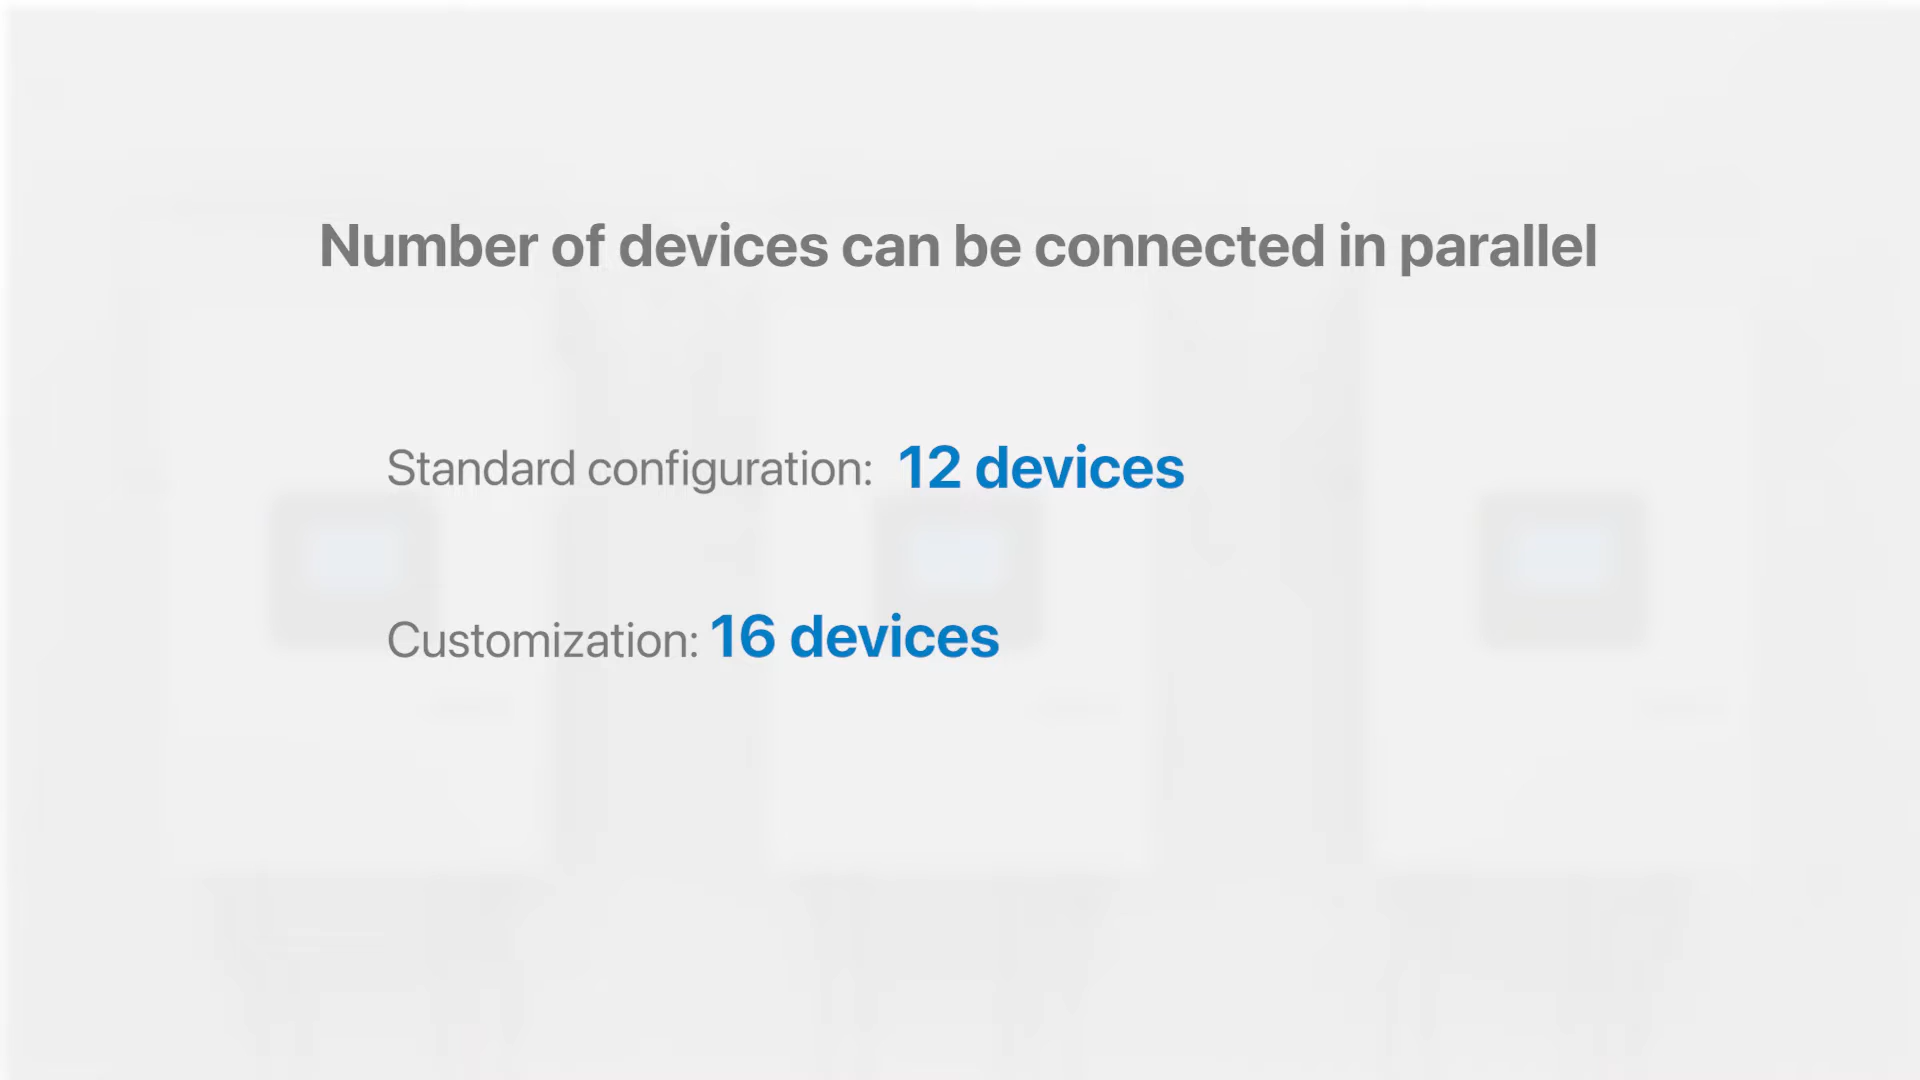 Number of devices can be connected in parallel
Standard configuration: 12 devices
Customization: 16 devices